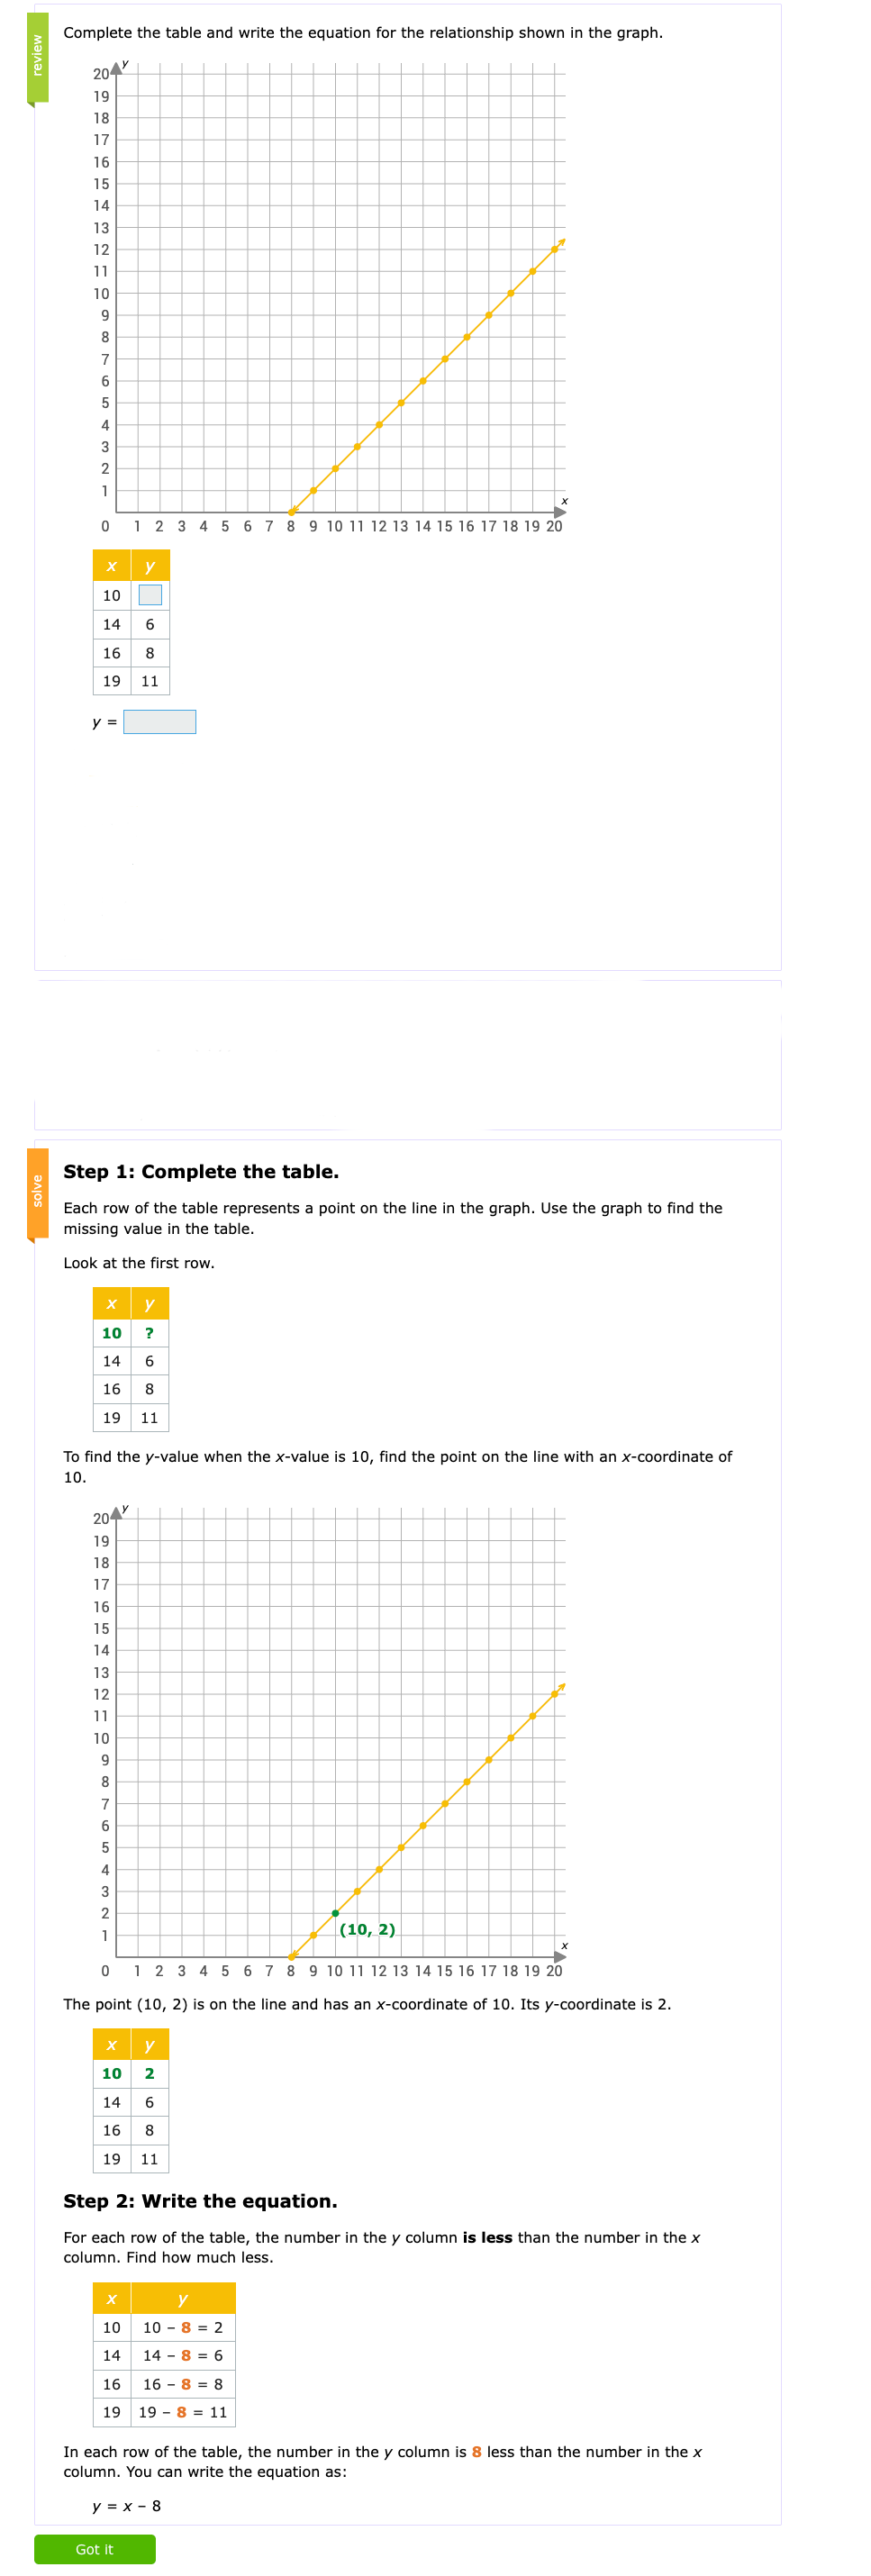 review
Complete the table and write the equation for the relationship shown in the graph.
y
20
19
18
17
16
15
14
13
12
11
10
9
8
7
6
5
4
3
2
1
x
0 1 2 3 4 5 6 7 8 9 10 11 12 13 14 15 16 17 18 19 20
x y
10
14 6
16 8
19 11
y =
solve
Step 1: Complete the table.
Each row of the table represents a point on the line in the graph. Use the graph to find the
missing value in the table.
Look at the first row.
x y
10 ?
14 6
16 8
19 11
To find the y-value when the x-value is 10, find the point on the line with an x-coordinate of
10.
y
20
19
18
17
16
15
14
13
12
11
10
9
8
7
6
5
4
3
2
(10, 2)
1
x
0 1 2 3 4 5 6 7 8 9 10 11 12 13 14 15 16 17 18 19 20
The point (10, 2) is on the line and has an x-coordinate of 10. Its y-coordinate is 2.
x y
10 2
14 6
16 8
19 11
Step 2: Write the equation.
For each row of the table, the number in the y column is less than the number in the x
column. Find how much less.
x y
10 10 – 8 = 2
14 14 – 8 = 6
16 16 – 8 = 8
19 19 – 8 = 11
In each row of the table, the number in the y column is 8 less than the number in the x
column. You can write the equation as:
y = x – 8
Got it